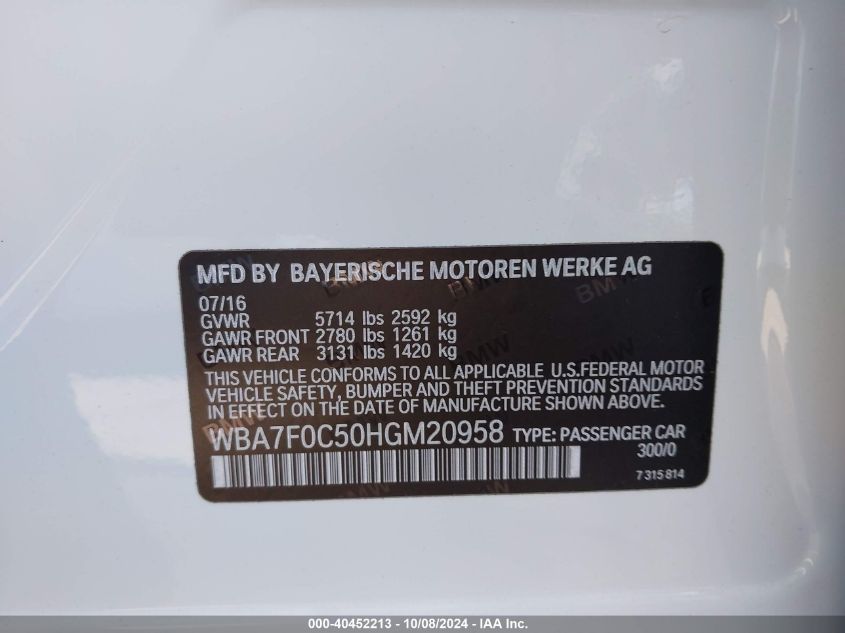 MFD BY BAYERISCHE MOTOREN WERKE AG
07/16
GVWR 5714 lbs 2592 kg
GAWR FRONT 2780 lbs 1261 kg
GAWR REAR 3131 lbs 1420 kg
THIS VEHICLE CONFORMS TO ALL APPLICABLE U.S.FEDERAL MOTOR
VEHICLE SAFETY, BUMPER AND THEFT PREVENTION STANDARDS
IN EFFECT ON THE DATE OF MANUFACTURE SHOWN ABOVE.
WBA7F0C50HGM20958 TYPE: PASSENGER CAR
300/0
7 315 814
000-40452213 - 10/08/2024 - IAA Inc.